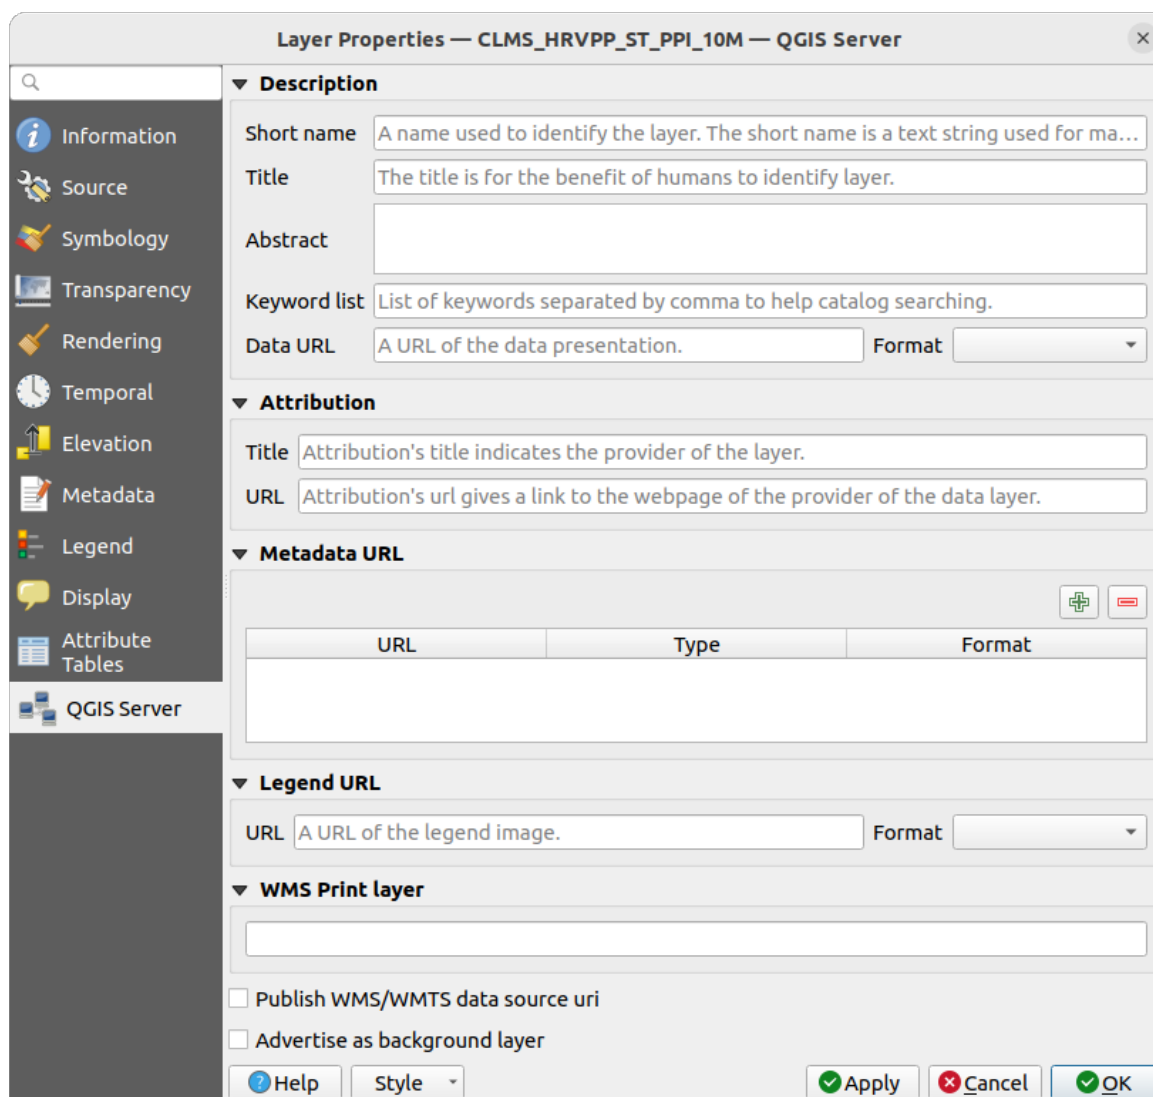 Layer Properties — CLMS_HRVPP_ST_PPI_10M — QGIS Server
Information
Source
Symbology
Transparency
Rendering
Temporal
Elevation
Metadata
Legend
Display
Attribute
Tables
QGIS Server
Description
Short name A name used to identify the layer. The short name is a text string used for ma...
Title The title is for the benefit of humans to identify layer.
Abstract
Keyword list List of keywords separated by comma to help catalog searching.
Data URL A URL of the data presentation. Format
Attribution
Title Attribution's title indicates the provider of the layer.
URL Attribution's url gives a link to the webpage of the provider of the data layer.
Metadata URL
URL Type Format
Legend URL
URL A URL of the legend image. Format
WMS Print layer
Publish WMS/WMTS data source uri
Advertise as background layer
Help Style Apply Cancel OK